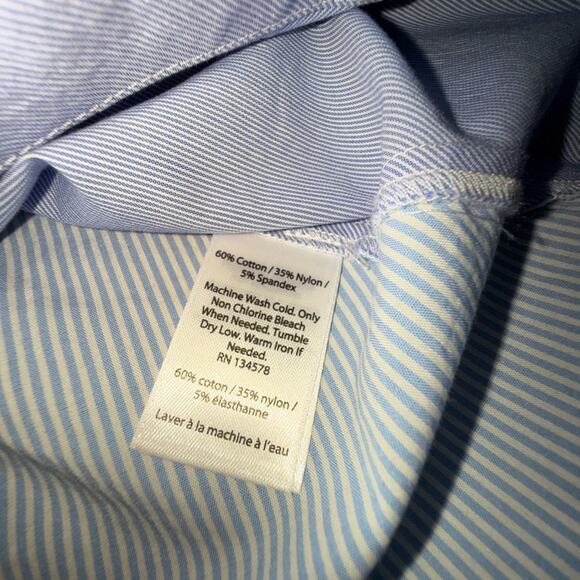 60% Cotton / 35% Nylon /
5% Spandex
Machine Wash Cold. Only
Non Chlorine Bleach
When Needed. Tumble
Dry Low. Warm Iron If
Needed.
RN 134578
60% coton / 35% nylon /
5% élasthanne
Laver à la machine à l'eau